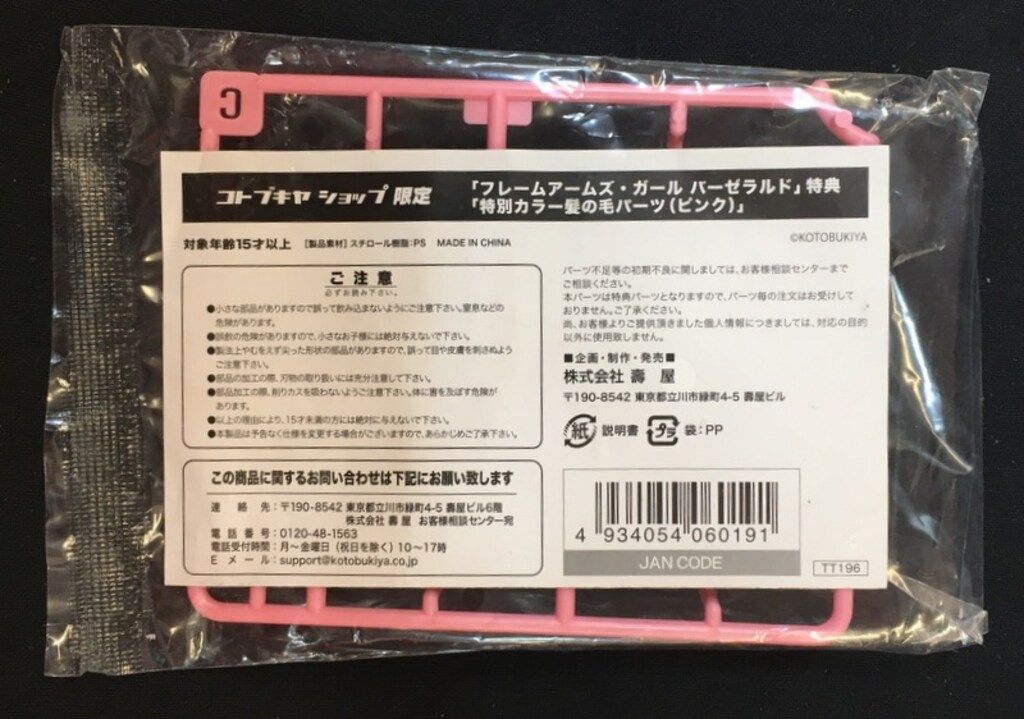 C
コトブキヤ ショップ 限定
「フレームアームズ・ガール バーゼラルド」特典
「特別カラー髪の毛パーツ(ピンク)」
対象年齢15才以上 [製品素材]スチロール樹脂:PS MADE IN CHINA
©KOTOBUKIYA
ご 注 意
必ずお読み下さい。
●小さな部品がありますので誤って飲み込まないようにご注意下さい。窒息などの
危険があります。
●誤飲の危険がありますので、小さなお子様には絶対与えないで下さい。
●製法上やむをえず尖った形状の部品がありますので、誤って目や皮膚を刺さぬよう
ご注意下さい。
●部品の加工の際、刃物の取り扱いには充分注意して下さい。
●部品加工の際、削りカスを吸わないようご注意下さい。体に害を及ぼす危険が
あります。
●以上の理由により、15才未満の方には絶対に与えないで下さい。
●本製品は予告なく仕様を変更する場合がございますので、あらかじめご了承下さい。
この商品に関するお問い合わせは下記にお願い致します
連 絡 先:〒190-8542 東京都立川市緑町4-5 壽屋ビル6階
株式会社 壽 屋 お客様相談センター宛
電 話 番 号:0120-48-1563
電話受付時間:月~金曜日(祝日を除く)10~17時
E メ ー ル:support@kotobukiya.co.jp
パーツ不足等の初期不良に関しましては、お客様相談センターまで
ご相談ください。
本パーツは特典パーツとなりますので、パーツ毎の注文はお受けして
おりません。ご了承ください。
尚、お客様よりご提供頂きました個人情報につきましては、対応の目的
以外に使用致しません。
■企画・制作・発売■
株式会社 壽 屋
〒190-8542 東京都立川市緑町4-5 壽屋ビル
紙 説明書 プラ 袋:PP
4 934054 060191
JAN CODE
TT196